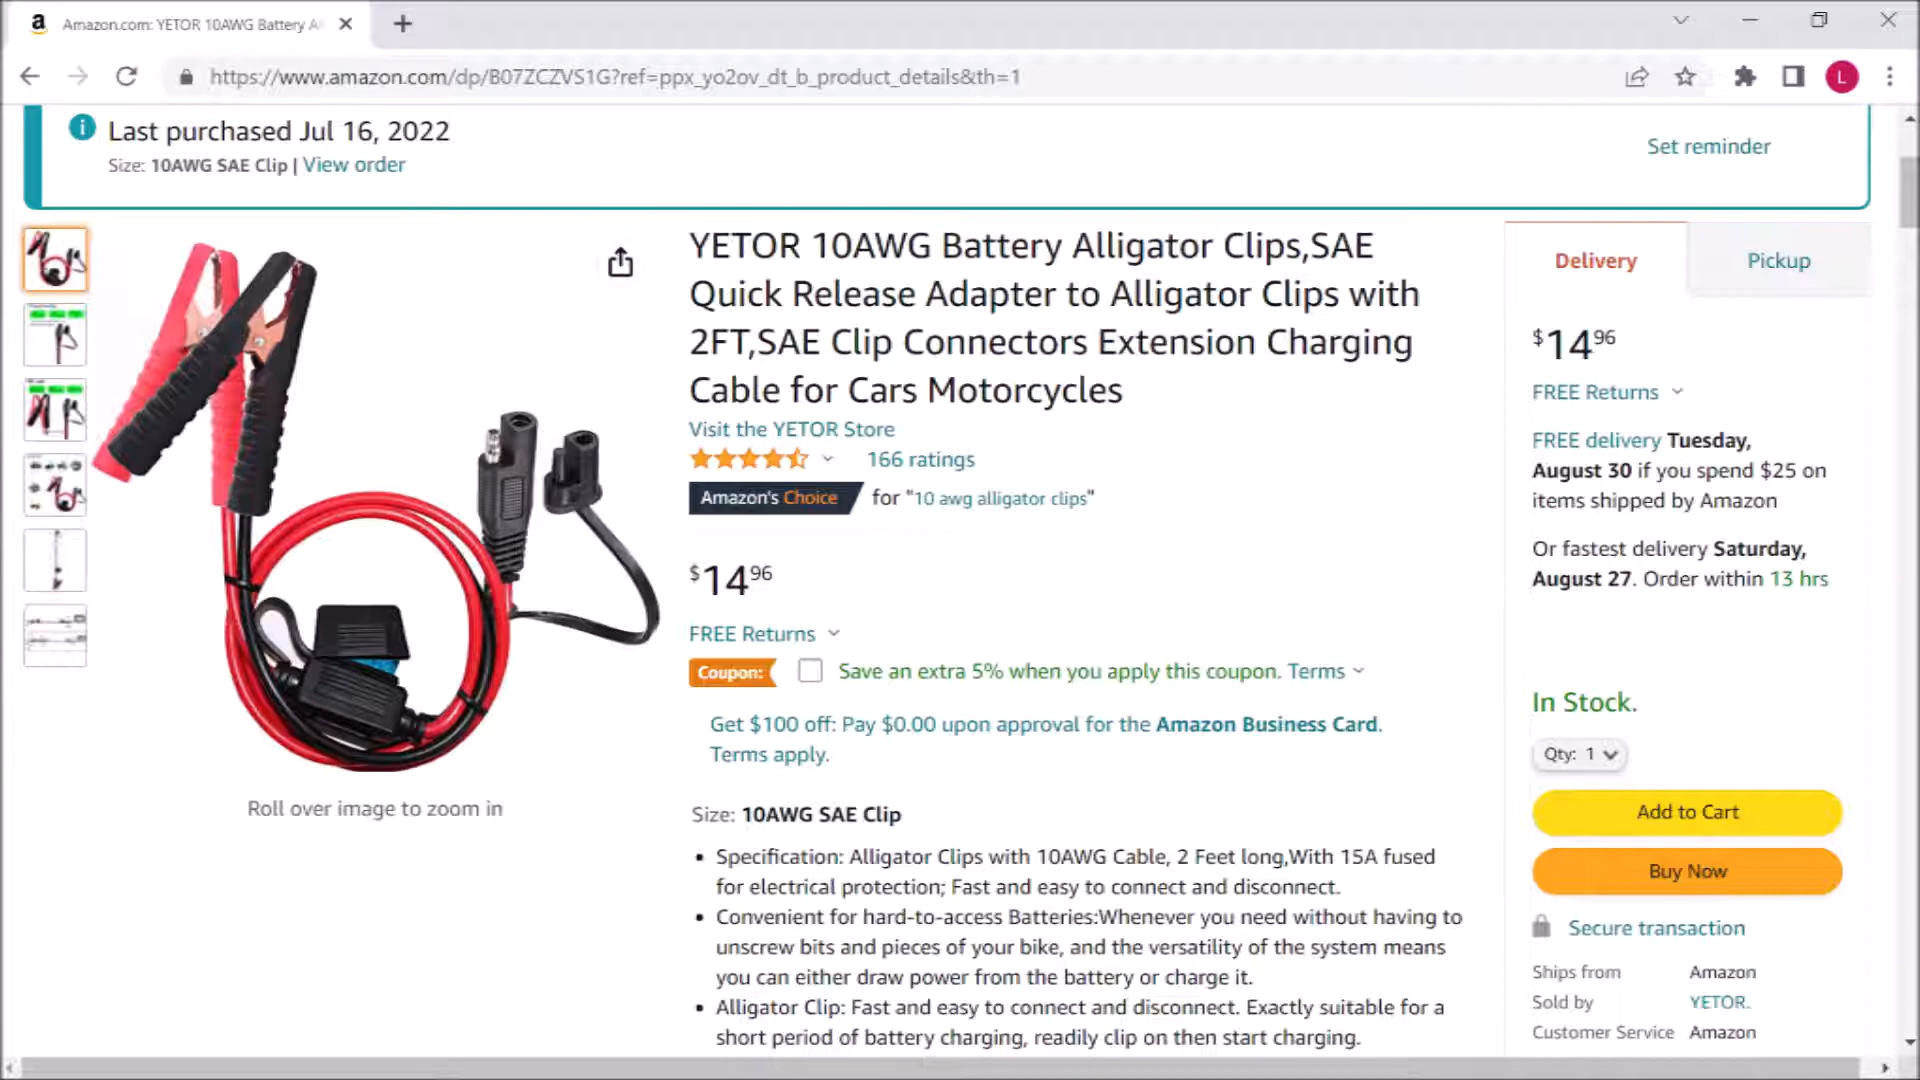 Amazon.com: YETOR 10AWG Battery Al
https://www.amazon.com/dp/B07ZCZVS1G?ref=ppx_yo2ov_dt_b_product_details&th=1
L
Last purchased Jul 16, 2022
Size: 10AWG SAE Clip | View order
Set reminder
YETOR 10AWG Battery Alligator Clips,SAE
Quick Release Adapter to Alligator Clips with
2FT,SAE Clip Connectors Extension Charging
Cable for Cars Motorcycles
Visit the YETOR Store
166 ratings
Amazon's Choice for "10 awg alligator clips"
$14 96
FREE Returns
Coupon: Save an extra 5% when you apply this coupon. Terms
Get $100 off: Pay $0.00 upon approval for the Amazon Business Card.
Terms apply.
Roll over image to zoom in
Size: 10AWG SAE Clip
• Specification: Alligator Clips with 10AWG Cable, 2 Feet long,With 15A fused
for electrical protection; Fast and easy to connect and disconnect.
• Convenient for hard-to-access Batteries:Whenever you need without having to
unscrew bits and pieces of your bike, and the versatility of the system means
you can either draw power from the battery or charge it.
• Alligator Clip: Fast and easy to connect and disconnect. Exactly suitable for a
short period of battery charging, readily clip on then start charging.
Delivery
Pickup
$14 96
FREE Returns
FREE delivery Tuesday,
August 30 if you spend $25 on
items shipped by Amazon
Or fastest delivery Saturday,
August 27. Order within 13 hrs
In Stock.
Qty: 1
Add to Cart
Buy Now
Secure transaction
Ships from Amazon
Sold by YETOR.
Customer Service Amazon